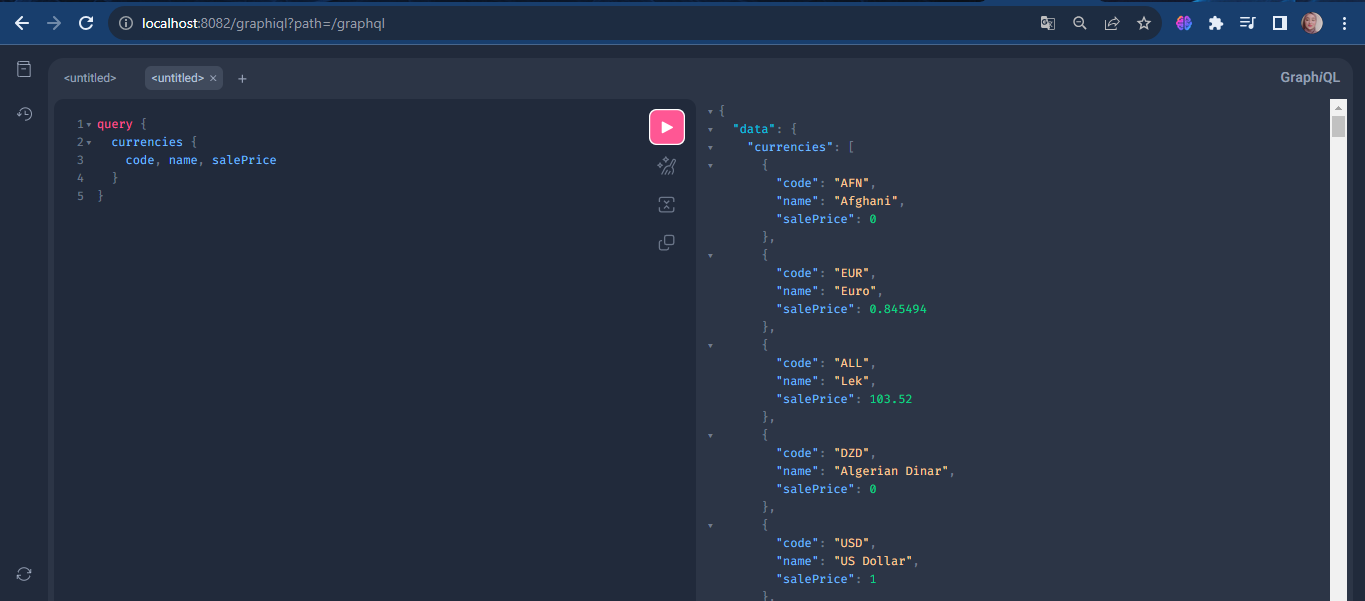 localhost:8082/graphiql?path=/graphql
<untitled>
<untitled> ×
+
GraphiQL
1 query {
2 currencies {
3 code, name, salePrice
4 }
5 }
{
"data": {
"currencies": [
{
"code": "AFN",
"name": "Afghani",
"salePrice": 0
},
{
"code": "EUR",
"name": "Euro",
"salePrice": 0.845494
},
{
"code": "ALL",
"name": "Lek",
"salePrice": 103.52
},
{
"code": "DZD",
"name": "Algerian Dinar",
"salePrice": 0
},
{
"code": "USD",
"name": "US Dollar",
"salePrice": 1
},